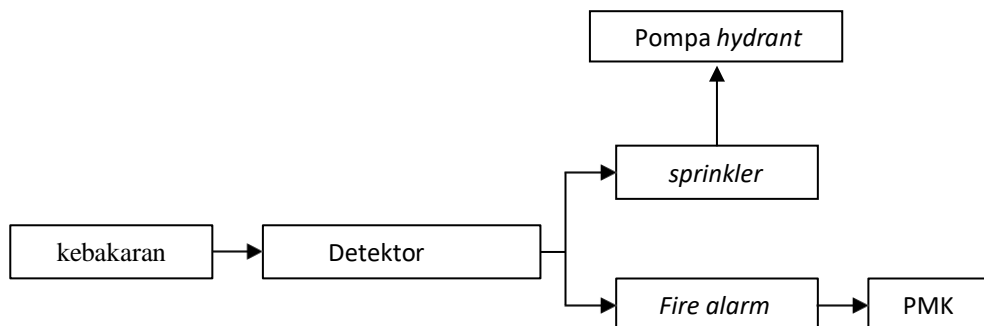 Pompa hydrant
sprinkler
kebakaran
Detektor
Fire alarm
PMK